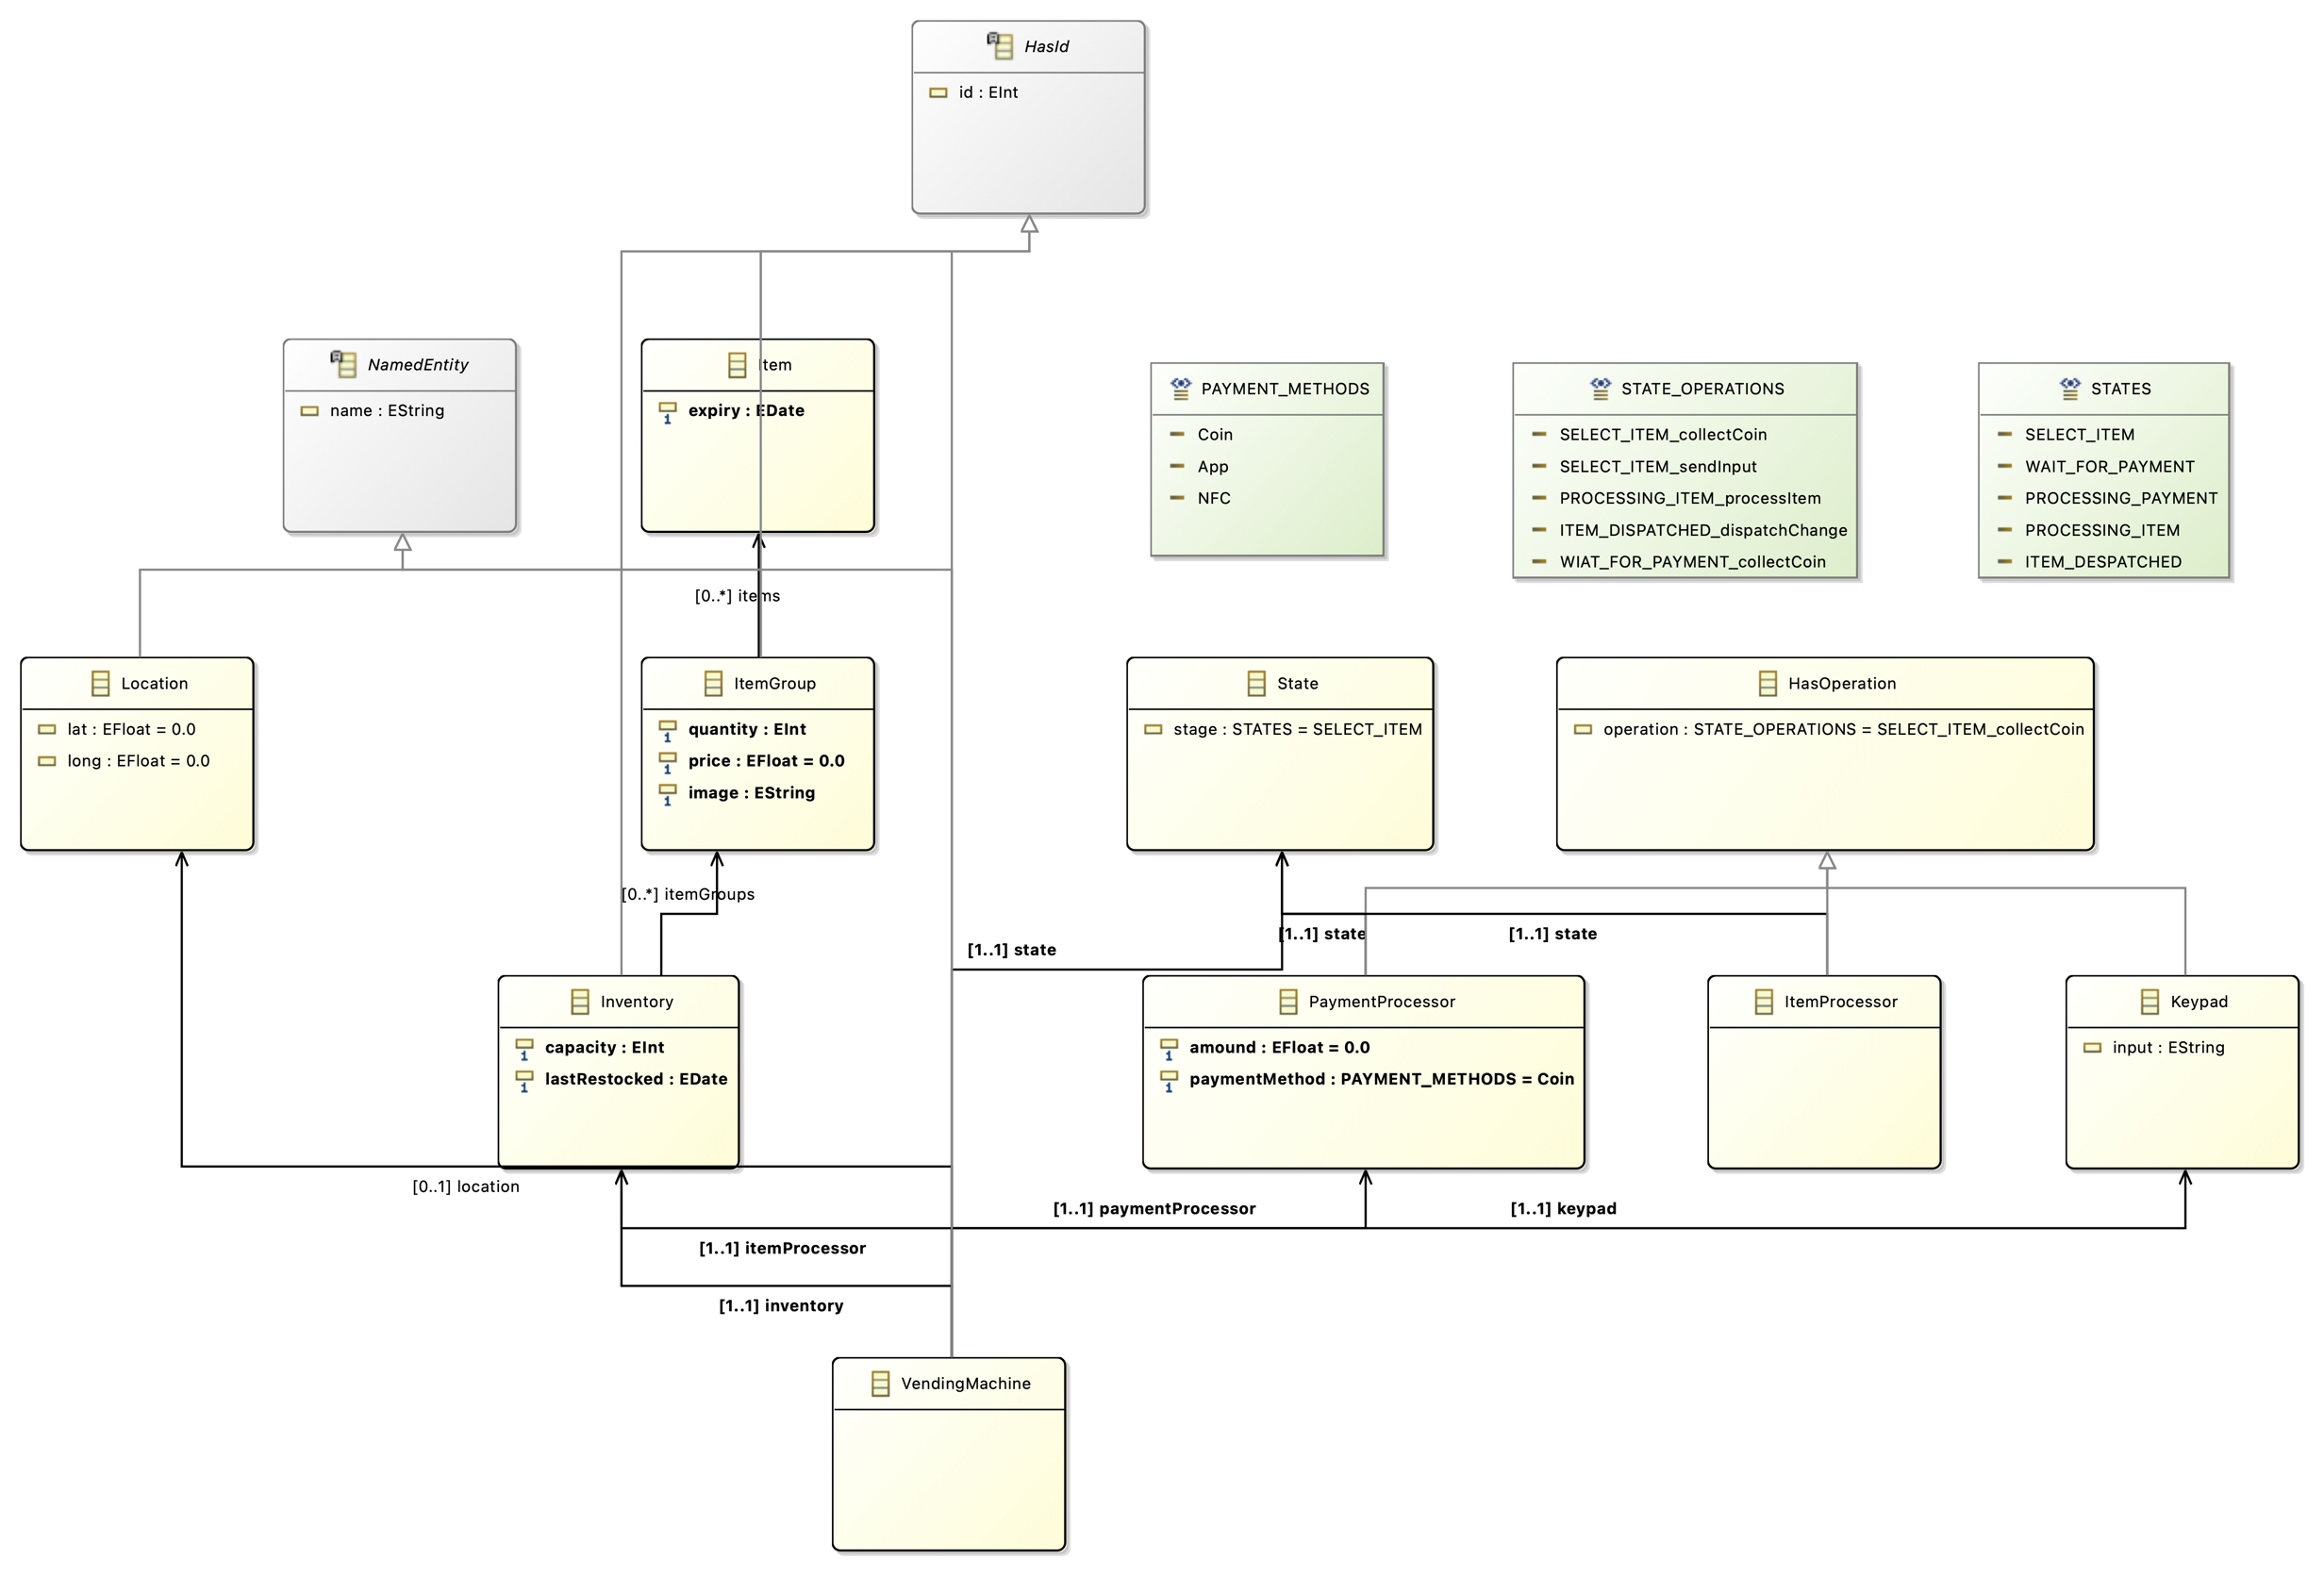 HasId
id : EInt
NamedEntity
name : EString
Item
expiry : EDate
PAYMENT_METHODS
Coin
App
NFC
STATE_OPERATIONS
SELECT_ITEM_collectCoin
SELECT_ITEM_sendInput
PROCESSING_ITEM_processItem
ITEM_DISPATCHED_dispatchChange
WIAT_FOR_PAYMENT_collectCoin
STATES
SELECT_ITEM
WAIT_FOR_PAYMENT
PROCESSING_PAYMENT
PROCESSING_ITEM
ITEM_DESPATCHED
[0..*] items
Location
lat : EFloat = 0.0
long : EFloat = 0.0
ItemGroup
quantity : EInt
price : EFloat = 0.0
image : EString
State
stage : STATES = SELECT_ITEM
HasOperation
operation : STATE_OPERATIONS = SELECT_ITEM_collectCoin
[0..*] itemGroups
[1..1] state
[1..1] state
[1..1] state
Inventory
capacity : EInt
lastRestocked : EDate
PaymentProcessor
amound : EFloat = 0.0
paymentMethod : PAYMENT_METHODS = Coin
ItemProcessor
Keypad
input : EString
[0..1] location
[1..1] paymentProcessor
[1..1] keypad
[1..1] itemProcessor
[1..1] inventory
VendingMachine